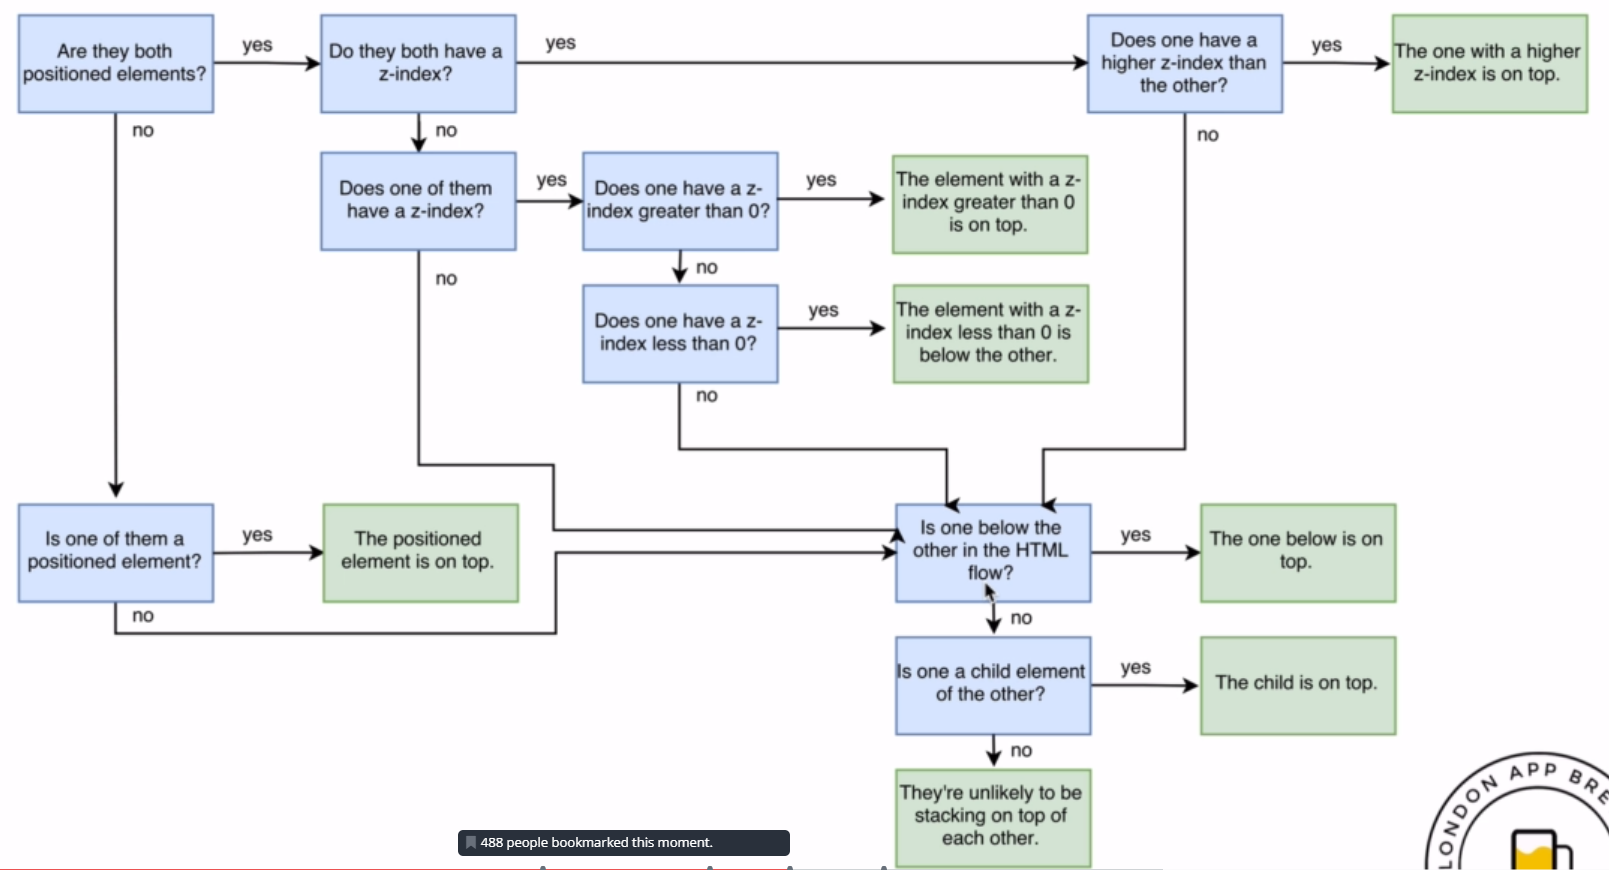 Are they both
positioned elements?
yes
Do they both have a
z-index?
yes
Does one have a
higher z-index than
the other?
yes
The one with a higher
z-index is on top.
no
no
no
Does one of them
have a z-index?
yes
Does one have a z-
index greater than 0?
yes
The element with a z-
index greater than 0
is on top.
no
no
Does one have a z-
index less than 0?
yes
The element with a z-
index less than 0 is
below the other.
no
Is one of them a
positioned element?
yes
The positioned
element is on top.
Is one below the
other in the HTML
flow?
yes
The one below is on
top.
no
no
Is one a child element
of the other?
yes
The child is on top.
no
They're unlikely to be
stacking on top of
each other.
488 people bookmarked this moment.
LONDON APP BRE